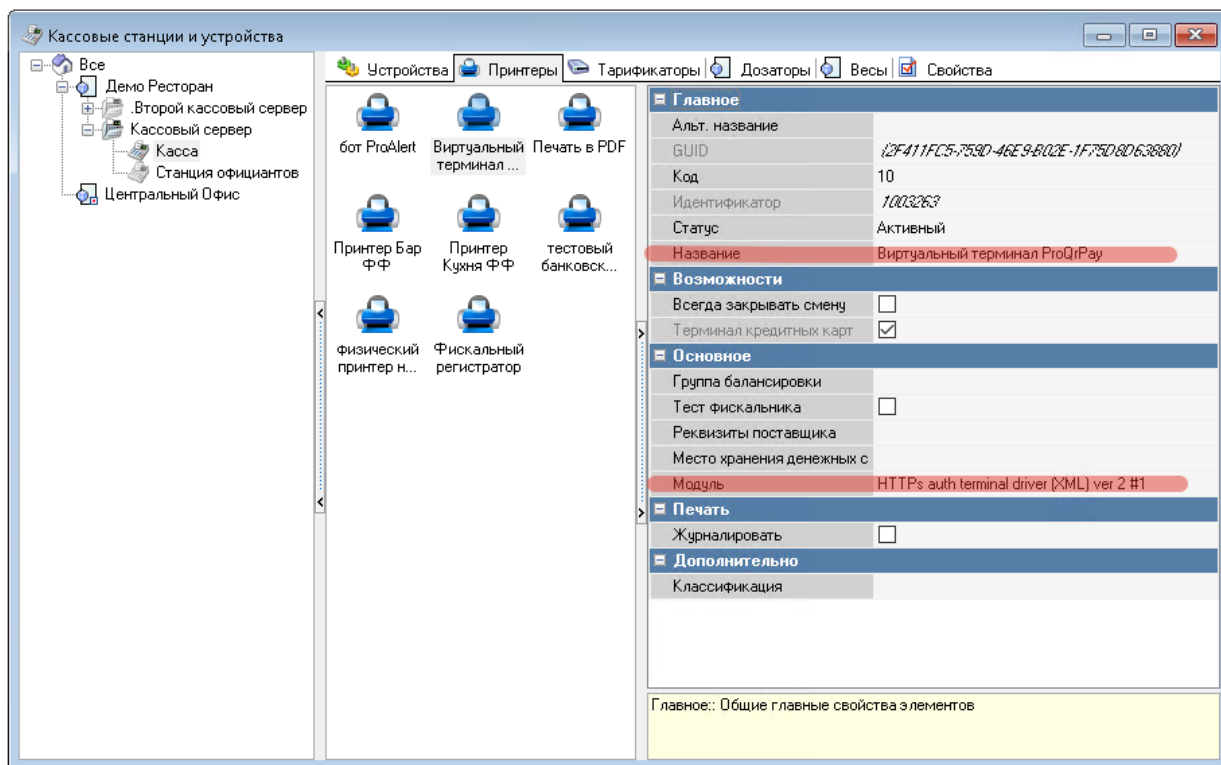 Кассовые станции и устройства
Все
Демо Ресторан
.Второй кассовый сервер
Кассовый сервер
Касса
Станция официантов
Центральный Офис
Устройства Принтеры Тарификаторы Дозаторы Весы Свойства
бот ProAlert
Виртуальный
терминал ...
Печать в PDF
Принтер Бар
ФФ
Принтер
Кухня ФФ
тестовый
банковск...
физический
принтер н...
Фискальный
регистратор
Главное
Альт. название
GUID {2F411FC5-759D-46E9-B02E-1F75D8D63880}
Код 10
Идентификатор 1003263
Статус Активный
Название Виртуальный терминал ProQrPay
Возможности
Всегда закрывать смену
Терминал кредитных карт
Основное
Группа балансировки
Тест фискальника
Реквизиты поставщика
Место хранения денежных с
Модуль HTTPs auth terminal driver (XML) ver 2 #1
Печать
Журналировать
Дополнительно
Классификация
Главное:: Общие главные свойства элементов